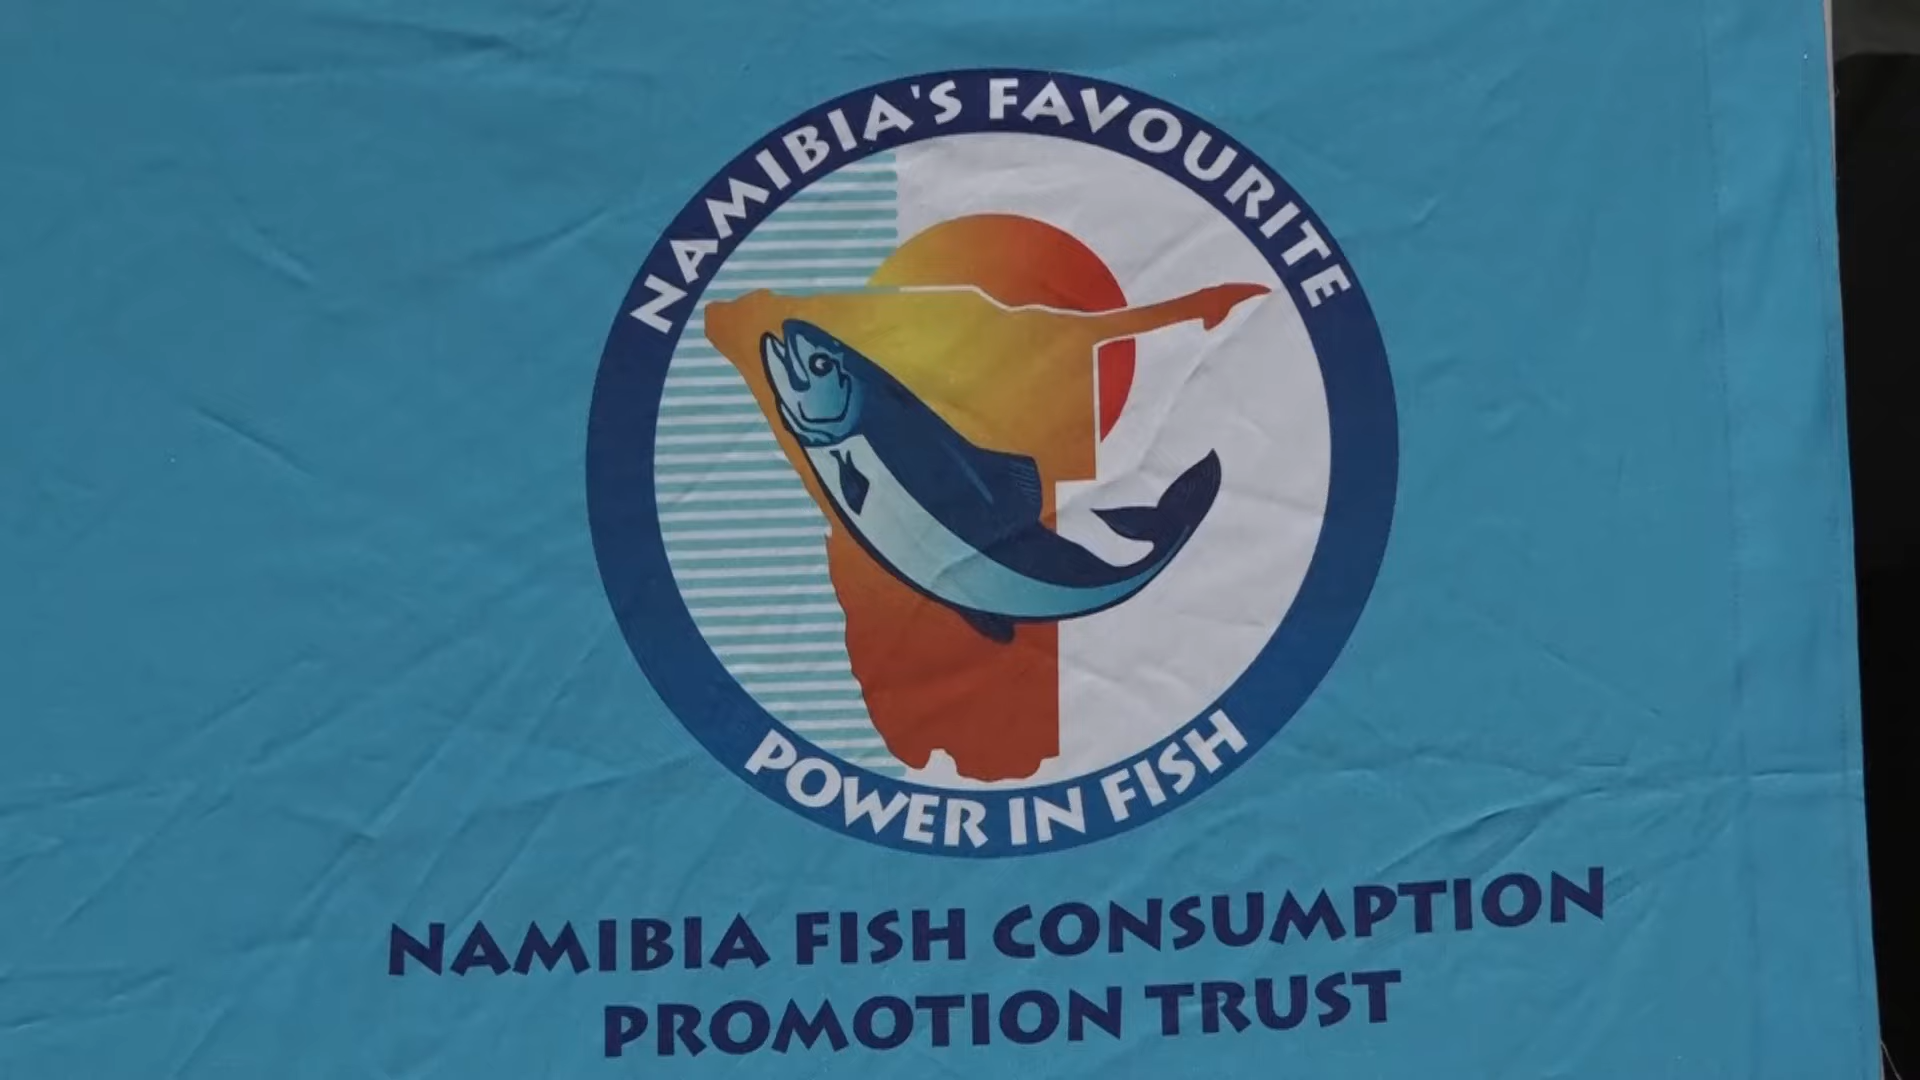 NAMIBIA'S FAVOURITE
POWER IN FISH
NAMIBIA FISH CONSUMPTION
PROMOTION TRUST